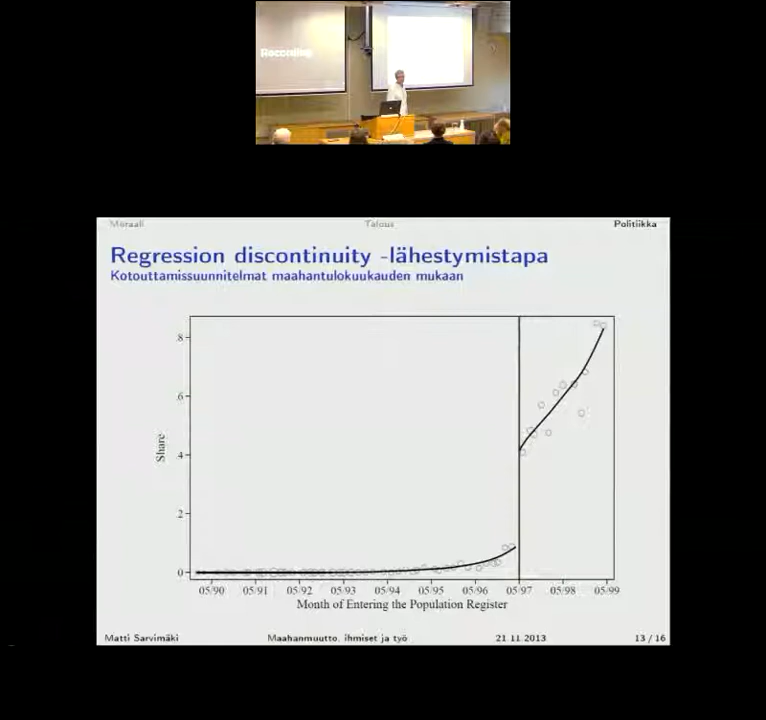 Recording
Moraali Talous Politiikka
Regression discontinuity -lähestymistapa
Kotouttamissuunnitelmat maahantulokuukauden mukaan
.8
.6
.4
.2
0
Share
05/90 05/91 05/92 05/93 05/94 05/95 05/96 05/97 05/98 05/99
Month of Entering the Population Register
Matti Sarvimäki Maahanmuutto, ihmiset ja työ 21.11.2013 13 / 16